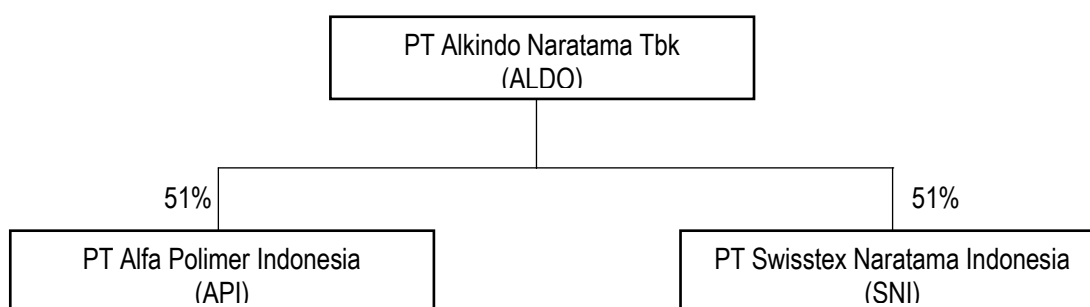 PT Alkindo Naratama Tbk
(ALDO)
51%
51%
PT Alfa Polimer Indonesia
(API)
PT Swisstex Naratama Indonesia
(SNI)